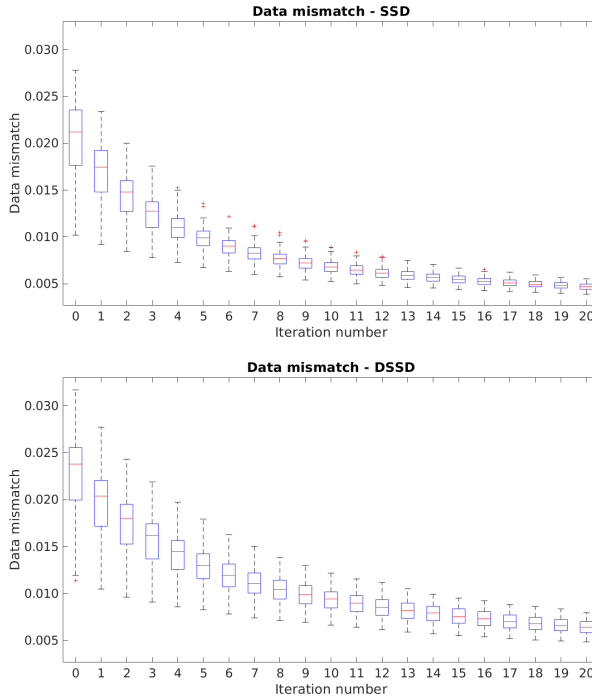 Data mismatch - SSD
Data mismatch
0.030
0.025
0.020
0.015
0.010
0.005
0 1 2 3 4 5 6 7 8 9 10 11 12 13 14 15 16 17 18 19 20
Iteration number
Data mismatch - DSSD
Data mismatch
0.030
0.025
0.020
0.015
0.010
0.005
0 1 2 3 4 5 6 7 8 9 10 11 12 13 14 15 16 17 18 19 20
Iteration number